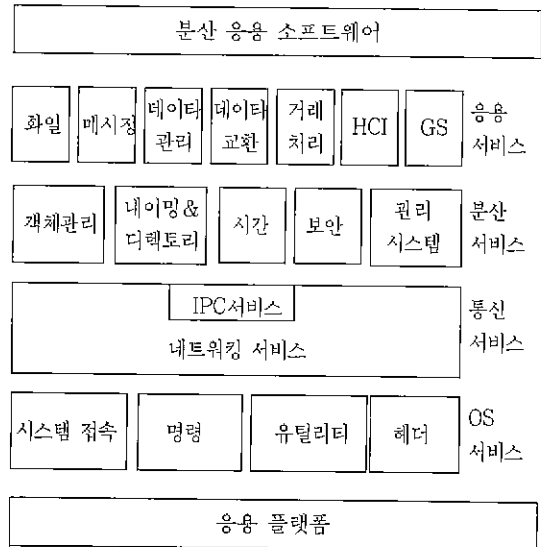 분산 응용 소프트웨어
화일 메시징 데이타 관리 데이타 교환 거래 처리 HCI GS 응용 서비스
객체관리 네이밍& 디렉토리 시간 보안 관리 시스템 분산 서비스
IPC서비스 통신
네트워킹 서비스 서비스
시스템 접속 명령 유틸리티 헤더 OS 서비스
응용 플랫폼